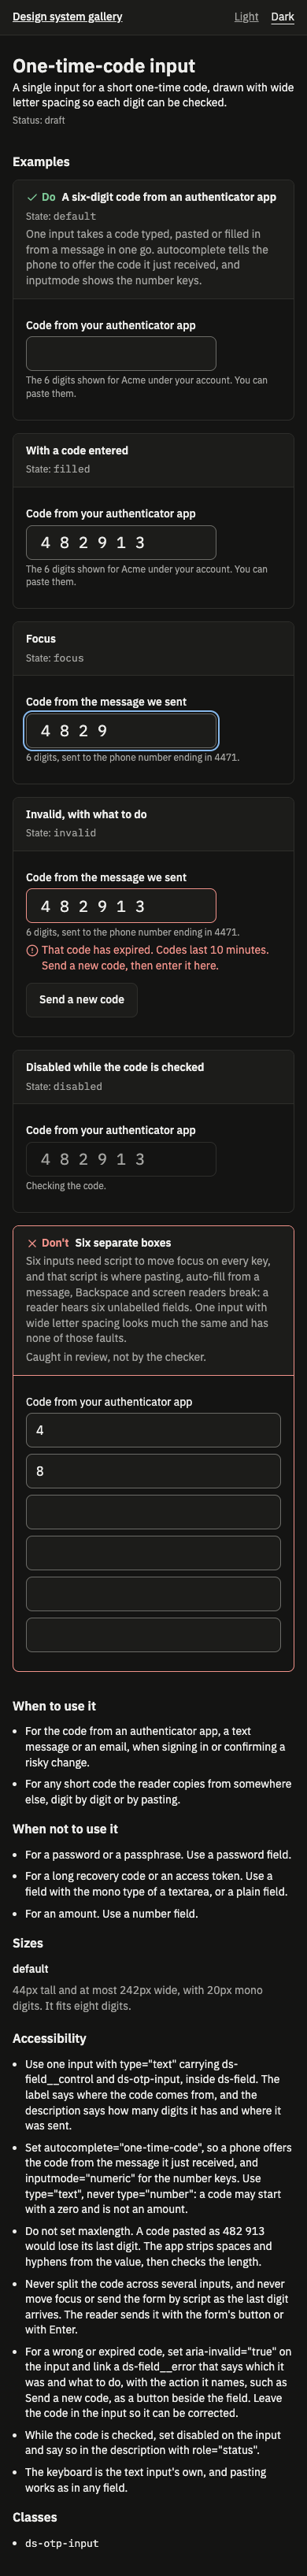 Design system gallery
Light
Dark
One-time-code input
A single input for a short one-time code, drawn with wide
letter spacing so each digit can be checked.
Status: draft
Examples
Do A six-digit code from an authenticator app
State: default
One input takes a code typed, pasted or filled in
from a message in one go. autocomplete tells the
phone to offer the code it just received, and
inputmode shows the number keys.
Code from your authenticator app
The 6 digits shown for Acme under your account. You can
paste them.
With a code entered
State: filled
Code from your authenticator app
4 8 2 9 1 3
The 6 digits shown for Acme under your account. You can
paste them.
Focus
State: focus
Code from the message we sent
4 8 2 9
6 digits, sent to the phone number ending in 4471.
Invalid, with what to do
State: invalid
Code from the message we sent
4 8 2 9 1 3
6 digits, sent to the phone number ending in 4471.
That code has expired. Codes last 10 minutes.
Send a new code, then enter it here.
Send a new code
Disabled while the code is checked
State: disabled
Code from your authenticator app
4 8 2 9 1 3
Checking the code.
Don't Six separate boxes
Six inputs need script to move focus on every key,
and that script is where pasting, auto-fill from a
message, Backspace and screen readers break: a
reader hears six unlabelled fields. One input with
wide letter spacing looks much the same and has
none of those faults.
Caught in review, not by the checker.
Code from your authenticator app
4
8
When to use it
• For the code from an authenticator app, a text
message or an email, when signing in or confirming a
risky change.
• For any short code the reader copies from somewhere
else, digit by digit or by pasting.
When not to use it
• For a password or a passphrase. Use a password field.
• For a long recovery code or an access token. Use a
field with the mono type of a textarea, or a plain field.
• For an amount. Use a number field.
Sizes
default
44px tall and at most 242px wide, with 20px mono
digits. It fits eight digits.
Accessibility
• Use one input with type="text" carrying ds-
field__control and ds-otp-input, inside ds-field. The
label says where the code comes from, and the
description says how many digits it has and where it
was sent.
• Set autocomplete="one-time-code", so a phone offers
the code from the message it just received, and
inputmode="numeric" for the number keys. Use
type="text", never type="number": a code may start
with a zero and is not an amount.
• Do not set maxlength. A code pasted as 482 913
would lose its last digit. The app strips spaces and
hyphens from the value, then checks the length.
• Never split the code across several inputs, and never
move focus or send the form by script as the last digit
arrives. The reader sends it with the form's button or
with Enter.
• For a wrong or expired code, set aria-invalid="true" on
the input and link a ds-field__error that says which it
was and what to do, with the action it names, such as
Send a new code, as a button beside the field. Leave
the code in the input so it can be corrected.
• While the code is checked, set disabled on the input
and say so in the description with role="status".
• The keyboard is the text input's own, and pasting
works as in any field.
Classes
• ds-otp-input